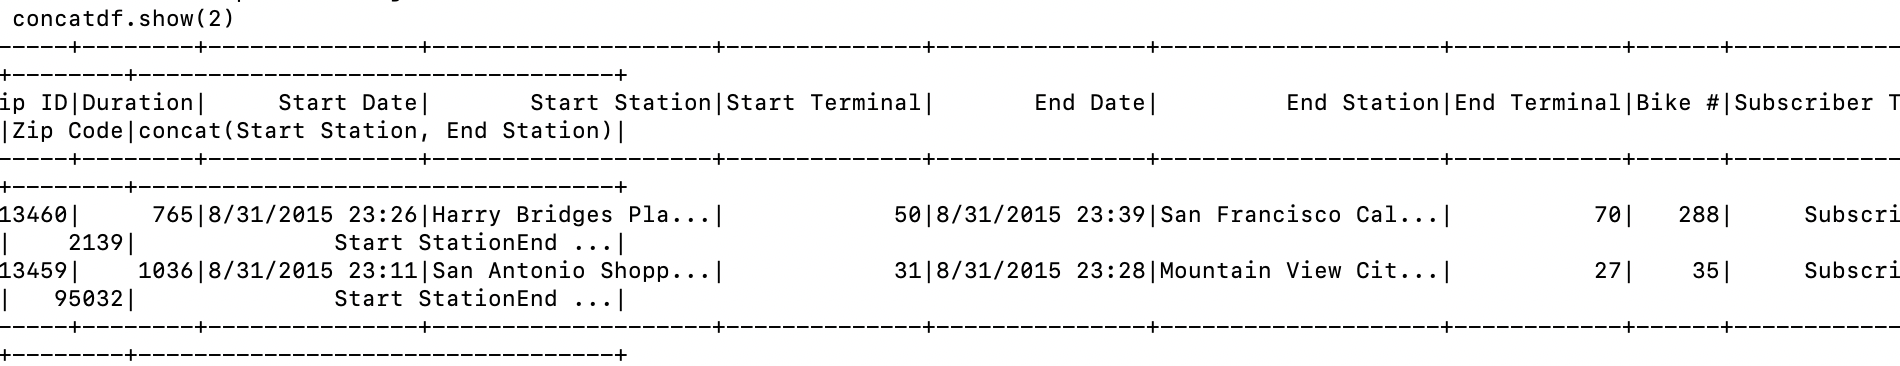 concatdf.show(2)
-----+--------+---------------+--------------------+--------------+---------------+--------------------+------------+------+------------
+--------+----------------------------------+
ip ID|Duration|     Start Date|       Start Station|Start Terminal|       End Date|         End Station|End Terminal|Bike #|Subscriber T
|Zip Code|concat(Start Station, End Station)|
-----+--------+---------------+--------------------+--------------+---------------+--------------------+------------+------+------------
+--------+----------------------------------+
13460|     765|8/31/2015 23:26|Harry Bridges Pla...|            50|8/31/2015 23:39|San Francisco Cal...|          70|   288|     Subscri
|    2139|              Start StationEnd ...|
13459|    1036|8/31/2015 23:11|San Antonio Shopp...|            31|8/31/2015 23:28|Mountain View Cit...|          27|    35|     Subscri
|   95032|              Start StationEnd ...|
-----+--------+---------------+--------------------+--------------+---------------+--------------------+------------+------+------------
+--------+----------------------------------+